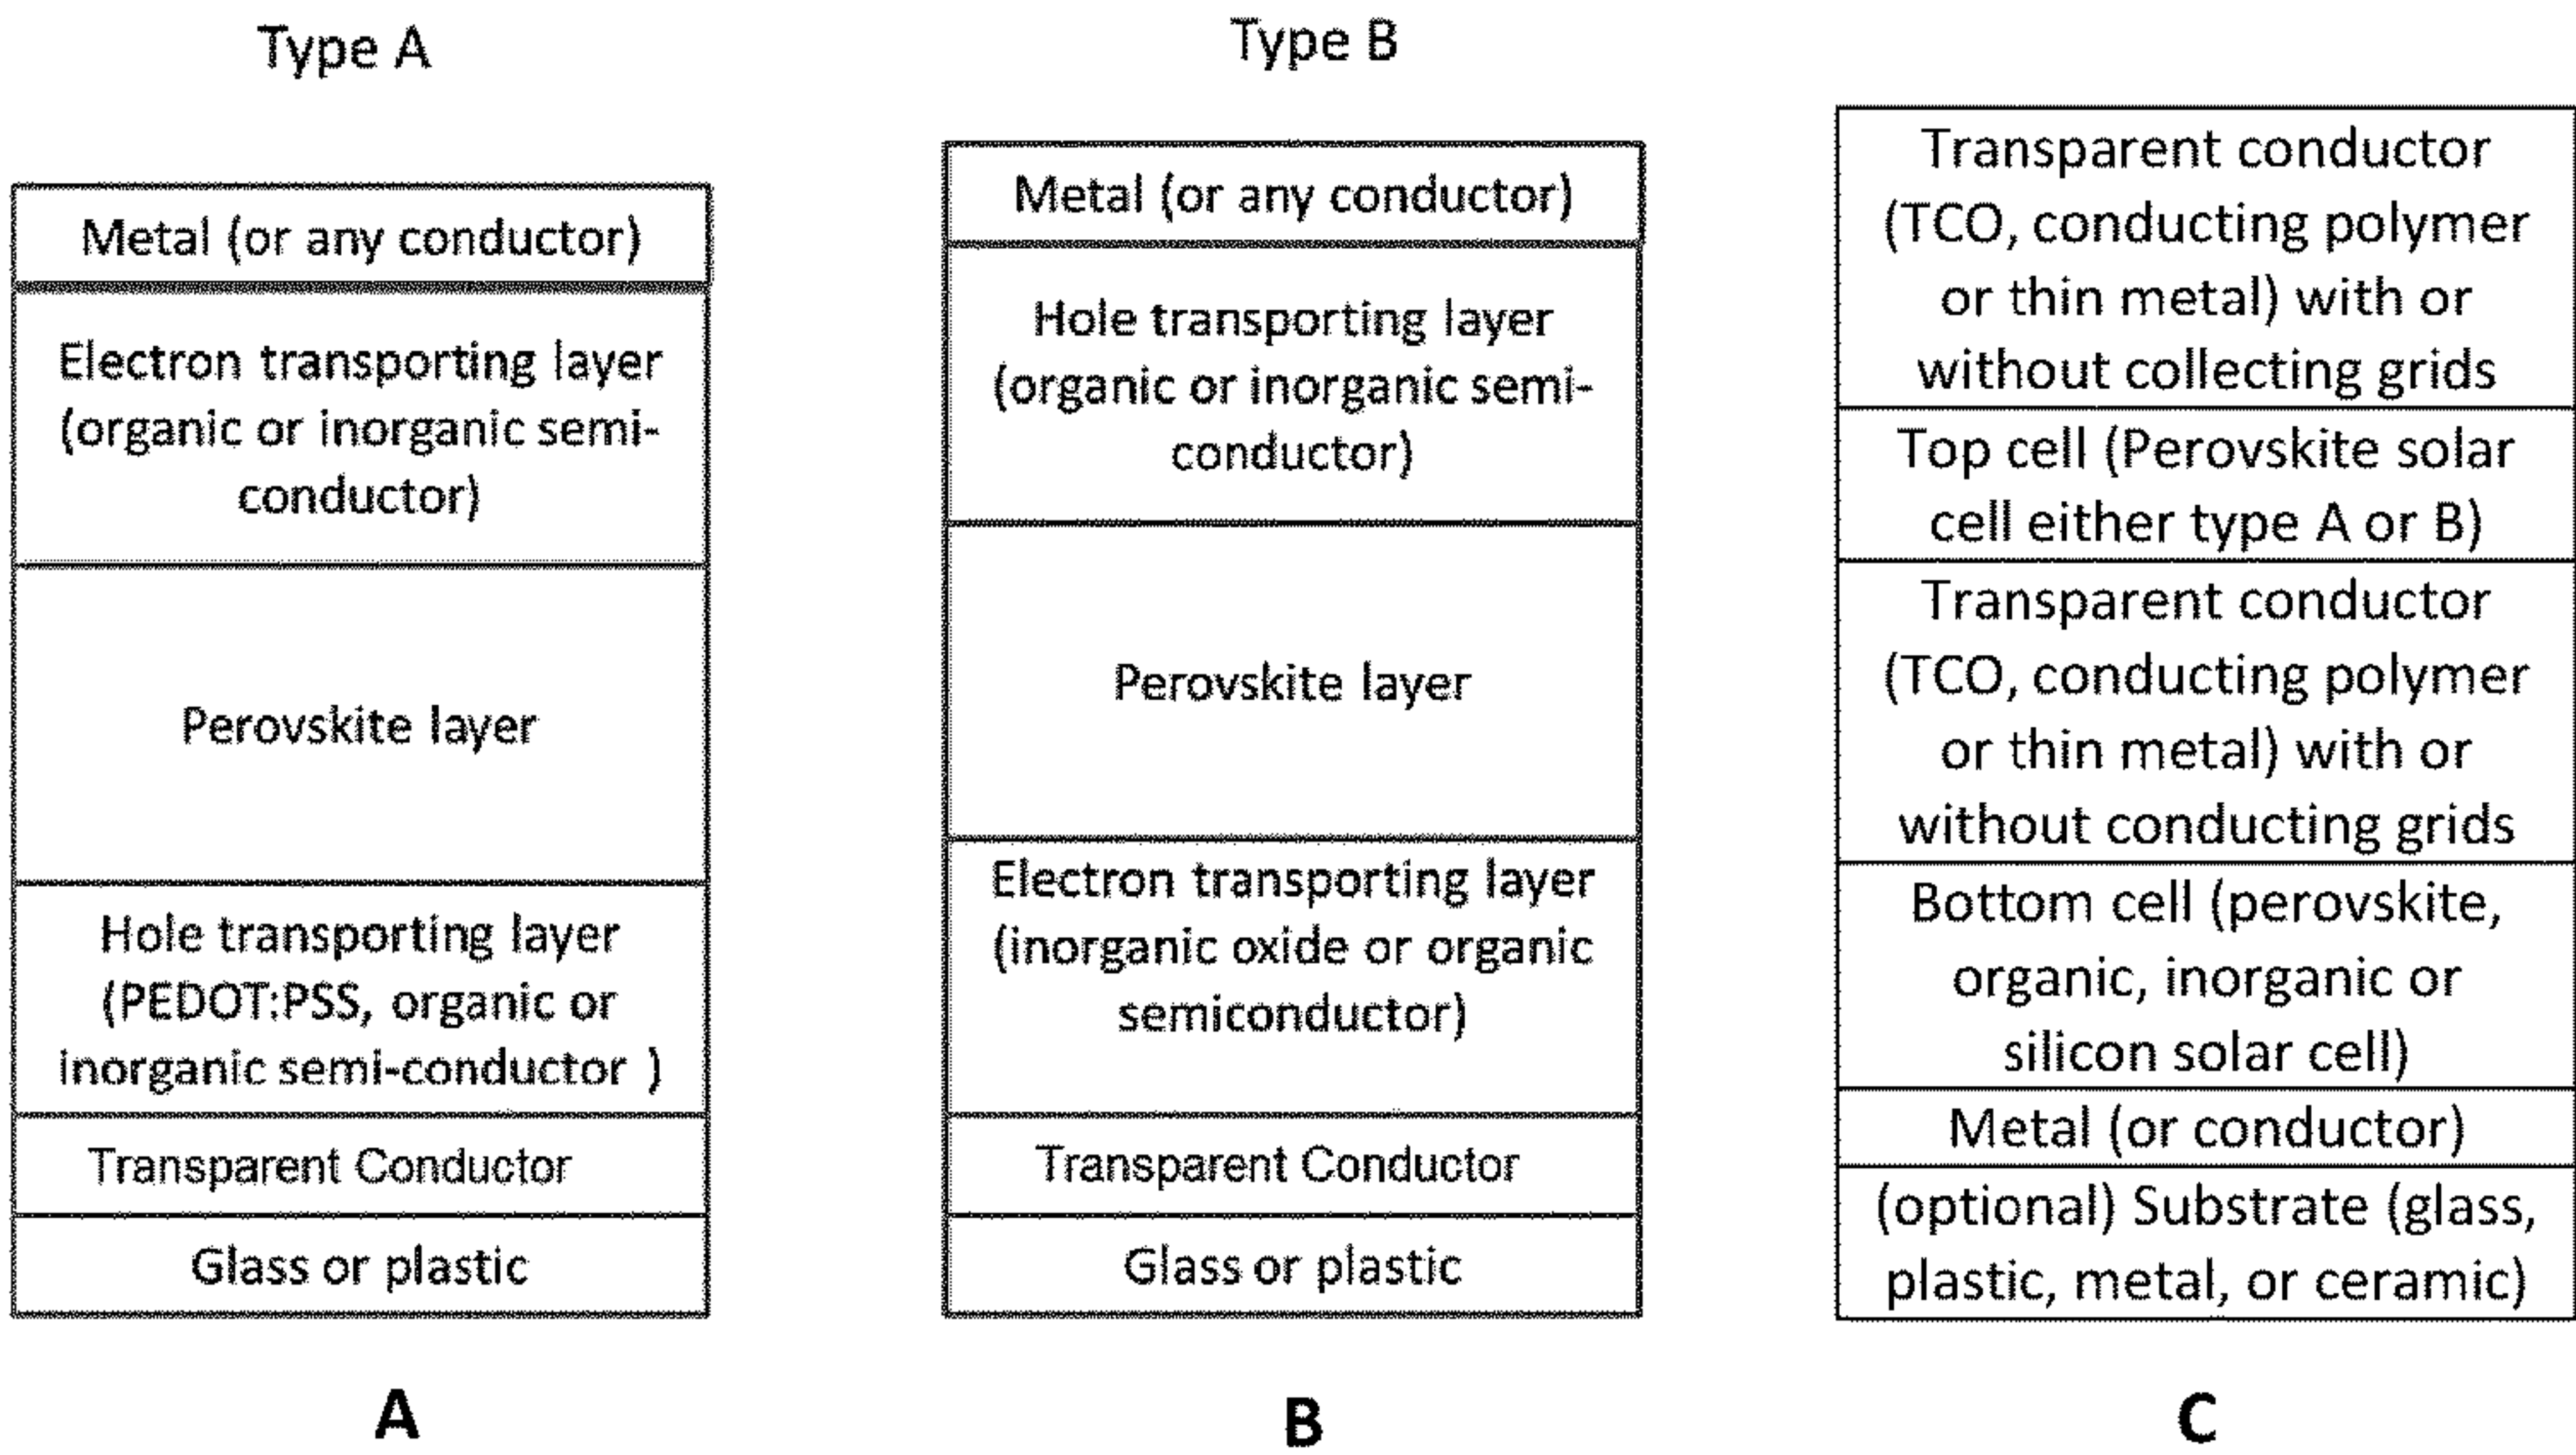 Type A
Metal (or any conductor)
Electron transporting layer
(organic or inorganic semi-
conductor)
Perovskite layer
Hole transporting layer
(PEDOT:PSS, organic or
inorganic semi-conductor )
Transparent Conductor
Glass or plastic
A
Type B
Metal (or any conductor)
Hole transporting layer
(organic or inorganic semi-
conductor)
Perovskite layer
Electron transporting layer
(inorganic oxide or organic
semiconductor)
Transparent Conductor
Glass or plastic
B
Transparent conductor
(TCO, conducting polymer
or thin metal) with or
without collecting grids
Top cell (Perovskite solar
cell either type A or B)
Transparent conductor
(TCO, conducting polymer
or thin metal) with or
without conducting grids
Bottom cell (perovskite,
organic, inorganic or
silicon solar cell)
Metal (or conductor)
(optional) Substrate (glass,
plastic, metal, or ceramic)
C